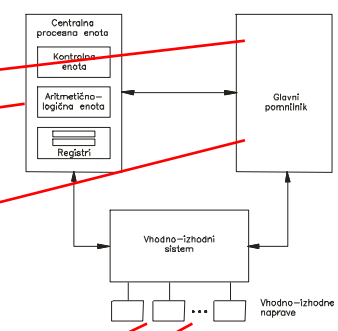 Centralna
procesna enota
Kontrolna
enota
Aritmetično–
logična enota
Registri
Glavni
pomnilnik
Vhodno–izhodni
sistem
Vhodno–izhodne
naprave